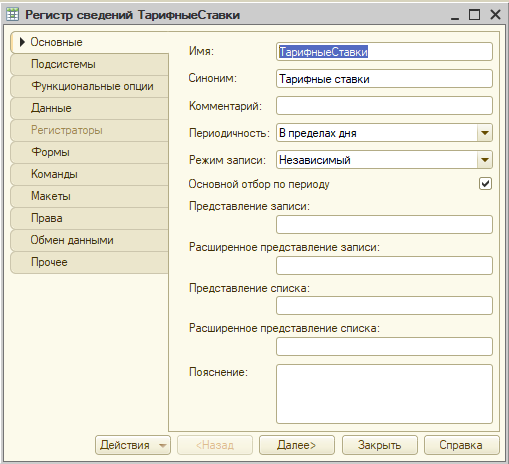 Регистр сведений ТарифныеСтавки
Основные
Подсистемы
Функциональные опции
Данные
Регистраторы
Формы
Команды
Макеты
Права
Обмен данными
Прочее
Имя: ТарифныеСтавки
Синоним: Тарифные ставки
Комментарий:
Периодичность: В пределах дня
Режим записи: Независимый
Основной отбор по периоду
Представление записи:
Расширенное представление записи:
Представление списка:
Расширенное представление списка:
Пояснение:
Действия <Назад Далее> Закрыть Справка